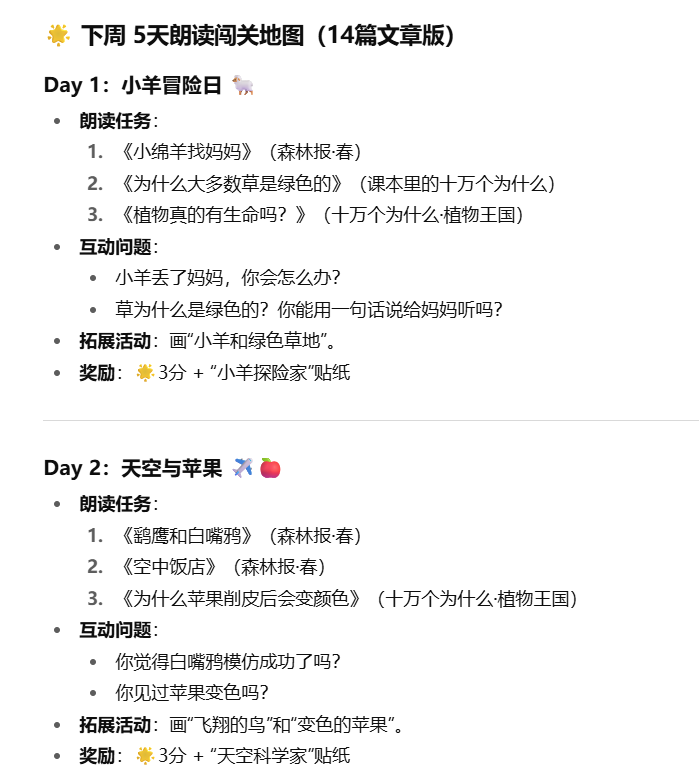 🌟 下周 5天朗读闯关地图（14篇文章版）
Day 1：小羊冒险日 🐑
• 朗读任务：
1. 《小绵羊找妈妈》（森林报·春）
2. 《为什么大多数草是绿色的》（课本里的十万个为什么）
3. 《植物真的有生命吗？》（十万个为什么·植物王国）
• 互动问题：
• 小羊丢了妈妈，你会怎么办？
• 草为什么是绿色的？你能用一句话说给妈妈听吗？
• 拓展活动：画“小羊和绿色草地”。
• 奖励：🌟 3分 + “小羊探险家”贴纸
Day 2：天空与苹果 ✈️ 🍎
• 朗读任务：
1. 《鹞鹰和白嘴鸦》（森林报·春）
2. 《空中饭店》（森林报·春）
3. 《为什么苹果削皮后会变颜色》（十万个为什么·植物王国）
• 互动问题：
• 你觉得白嘴鸦模仿成功了吗？
• 你见过苹果变色吗？
• 拓展活动：画“飞翔的鸟”和“变色的苹果”。
• 奖励：🌟 3分 + “天空科学家”贴纸